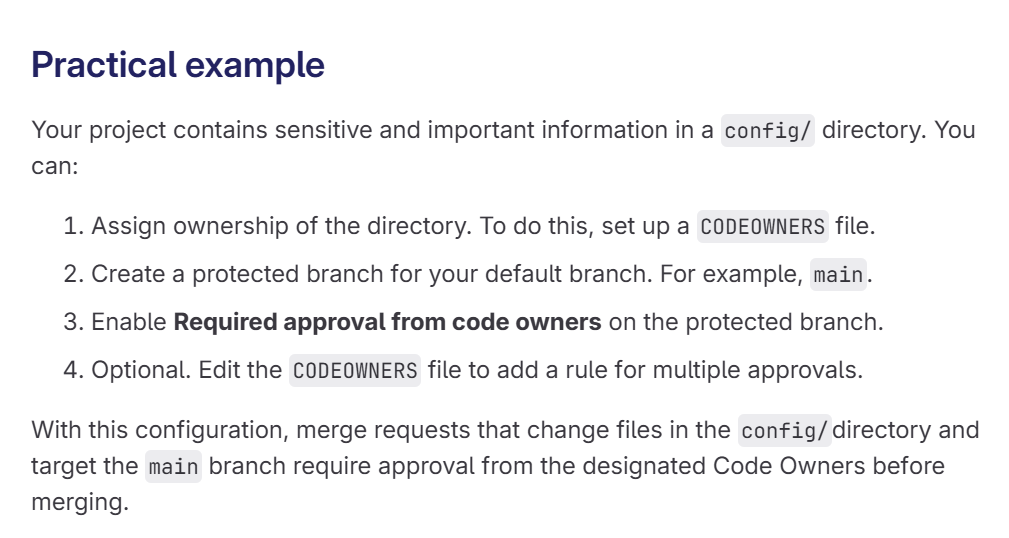 Practical example
Your project contains sensitive and important information in a config/ directory. You
can:
1. Assign ownership of the directory. To do this, set up a CODEOWNERS file.
2. Create a protected branch for your default branch. For example, main.
3. Enable Required approval from code owners on the protected branch.
4. Optional. Edit the CODEOWNERS file to add a rule for multiple approvals.
With this configuration, merge requests that change files in the config/directory and
target the main branch require approval from the designated Code Owners before
merging.